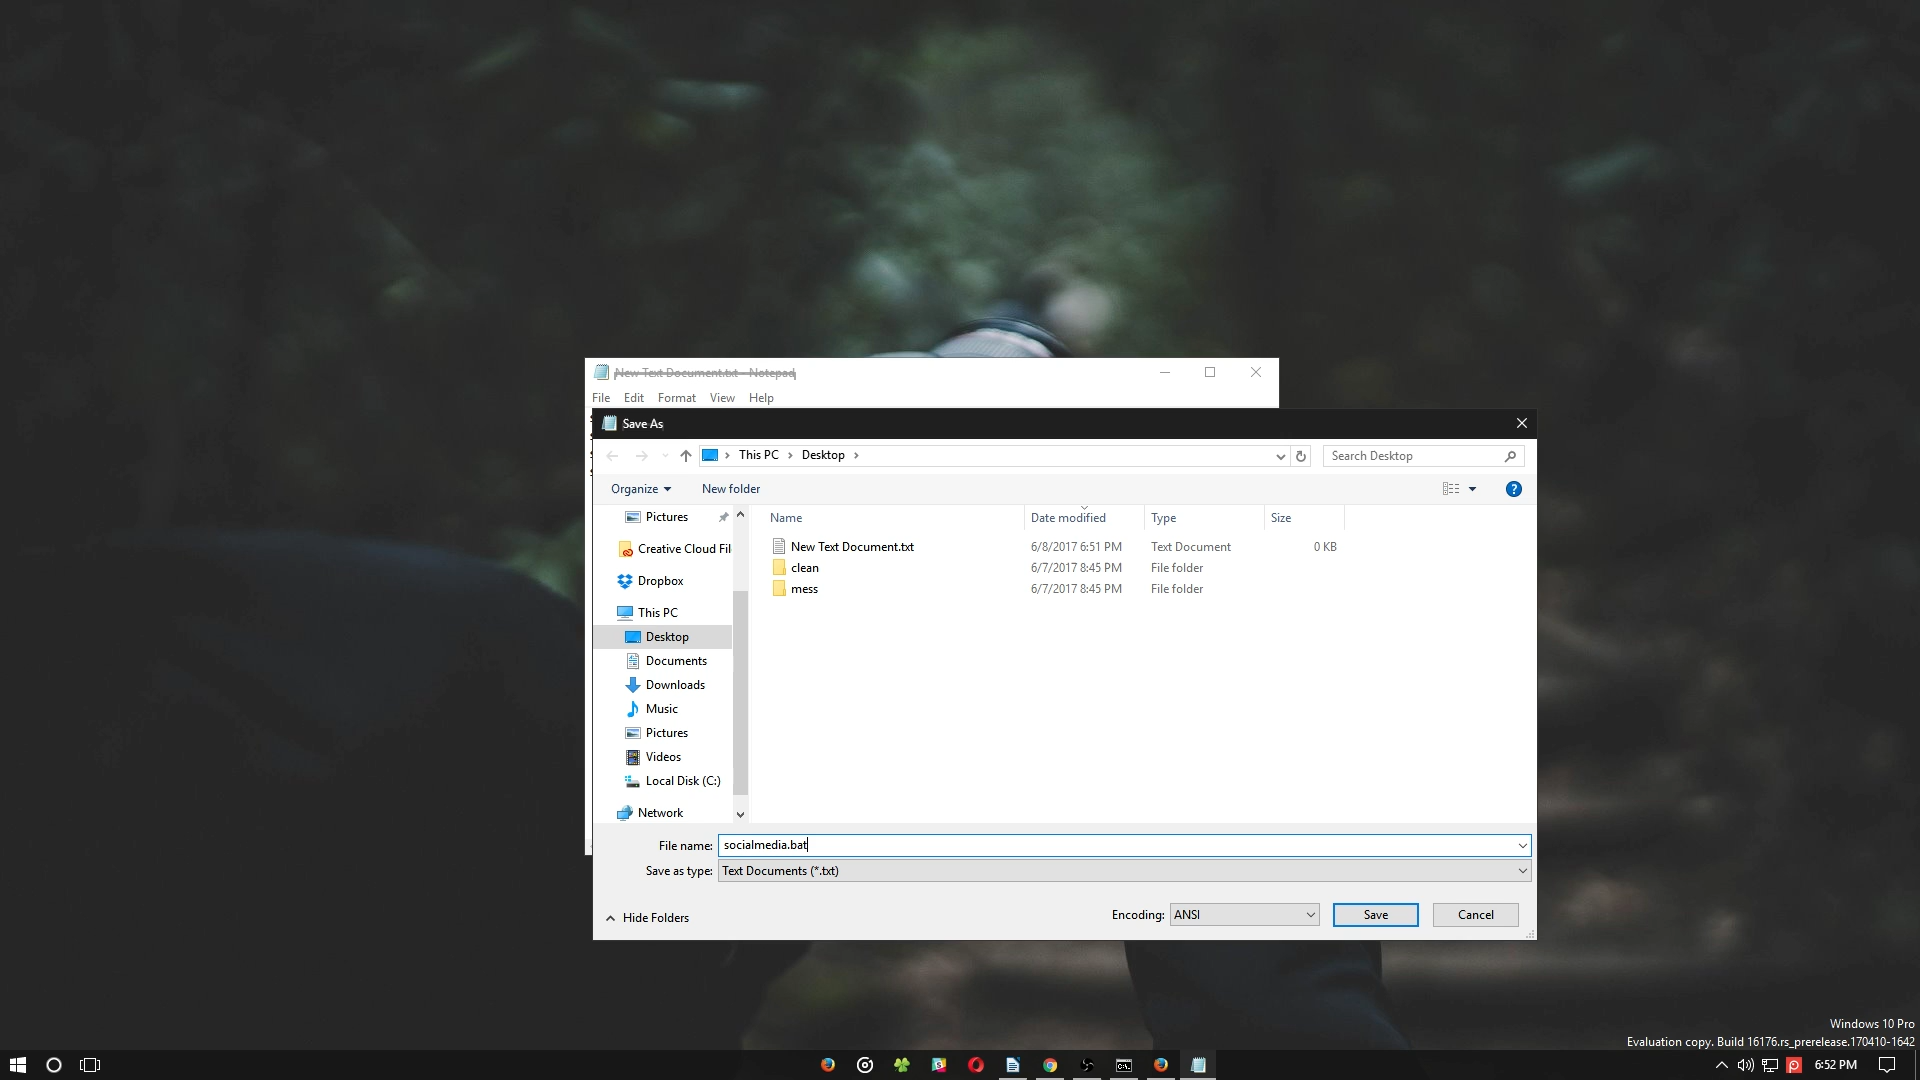 New Text Document.txt - Notepad
File Edit Format View Help
Save As
This PC > Desktop >
Search Desktop
Organize
New folder
Name Date modified Type Size
New Text Document.txt 6/8/2017 6:51 PM Text Document 0 KB
clean 6/7/2017 8:45 PM File folder
mess 6/7/2017 8:45 PM File folder
Pictures
Creative Cloud Fil
Dropbox
This PC
Desktop
Documents
Downloads
Music
Pictures
Videos
Local Disk (C:)
Network
File name: socialmedia.bat
Save as type: Text Documents (*.txt)
Hide Folders
Encoding: ANSI
Save
Cancel
Windows 10 Pro
Evaluation copy. Build 16176.rs_prerelease.170410-1642
6:52 PM